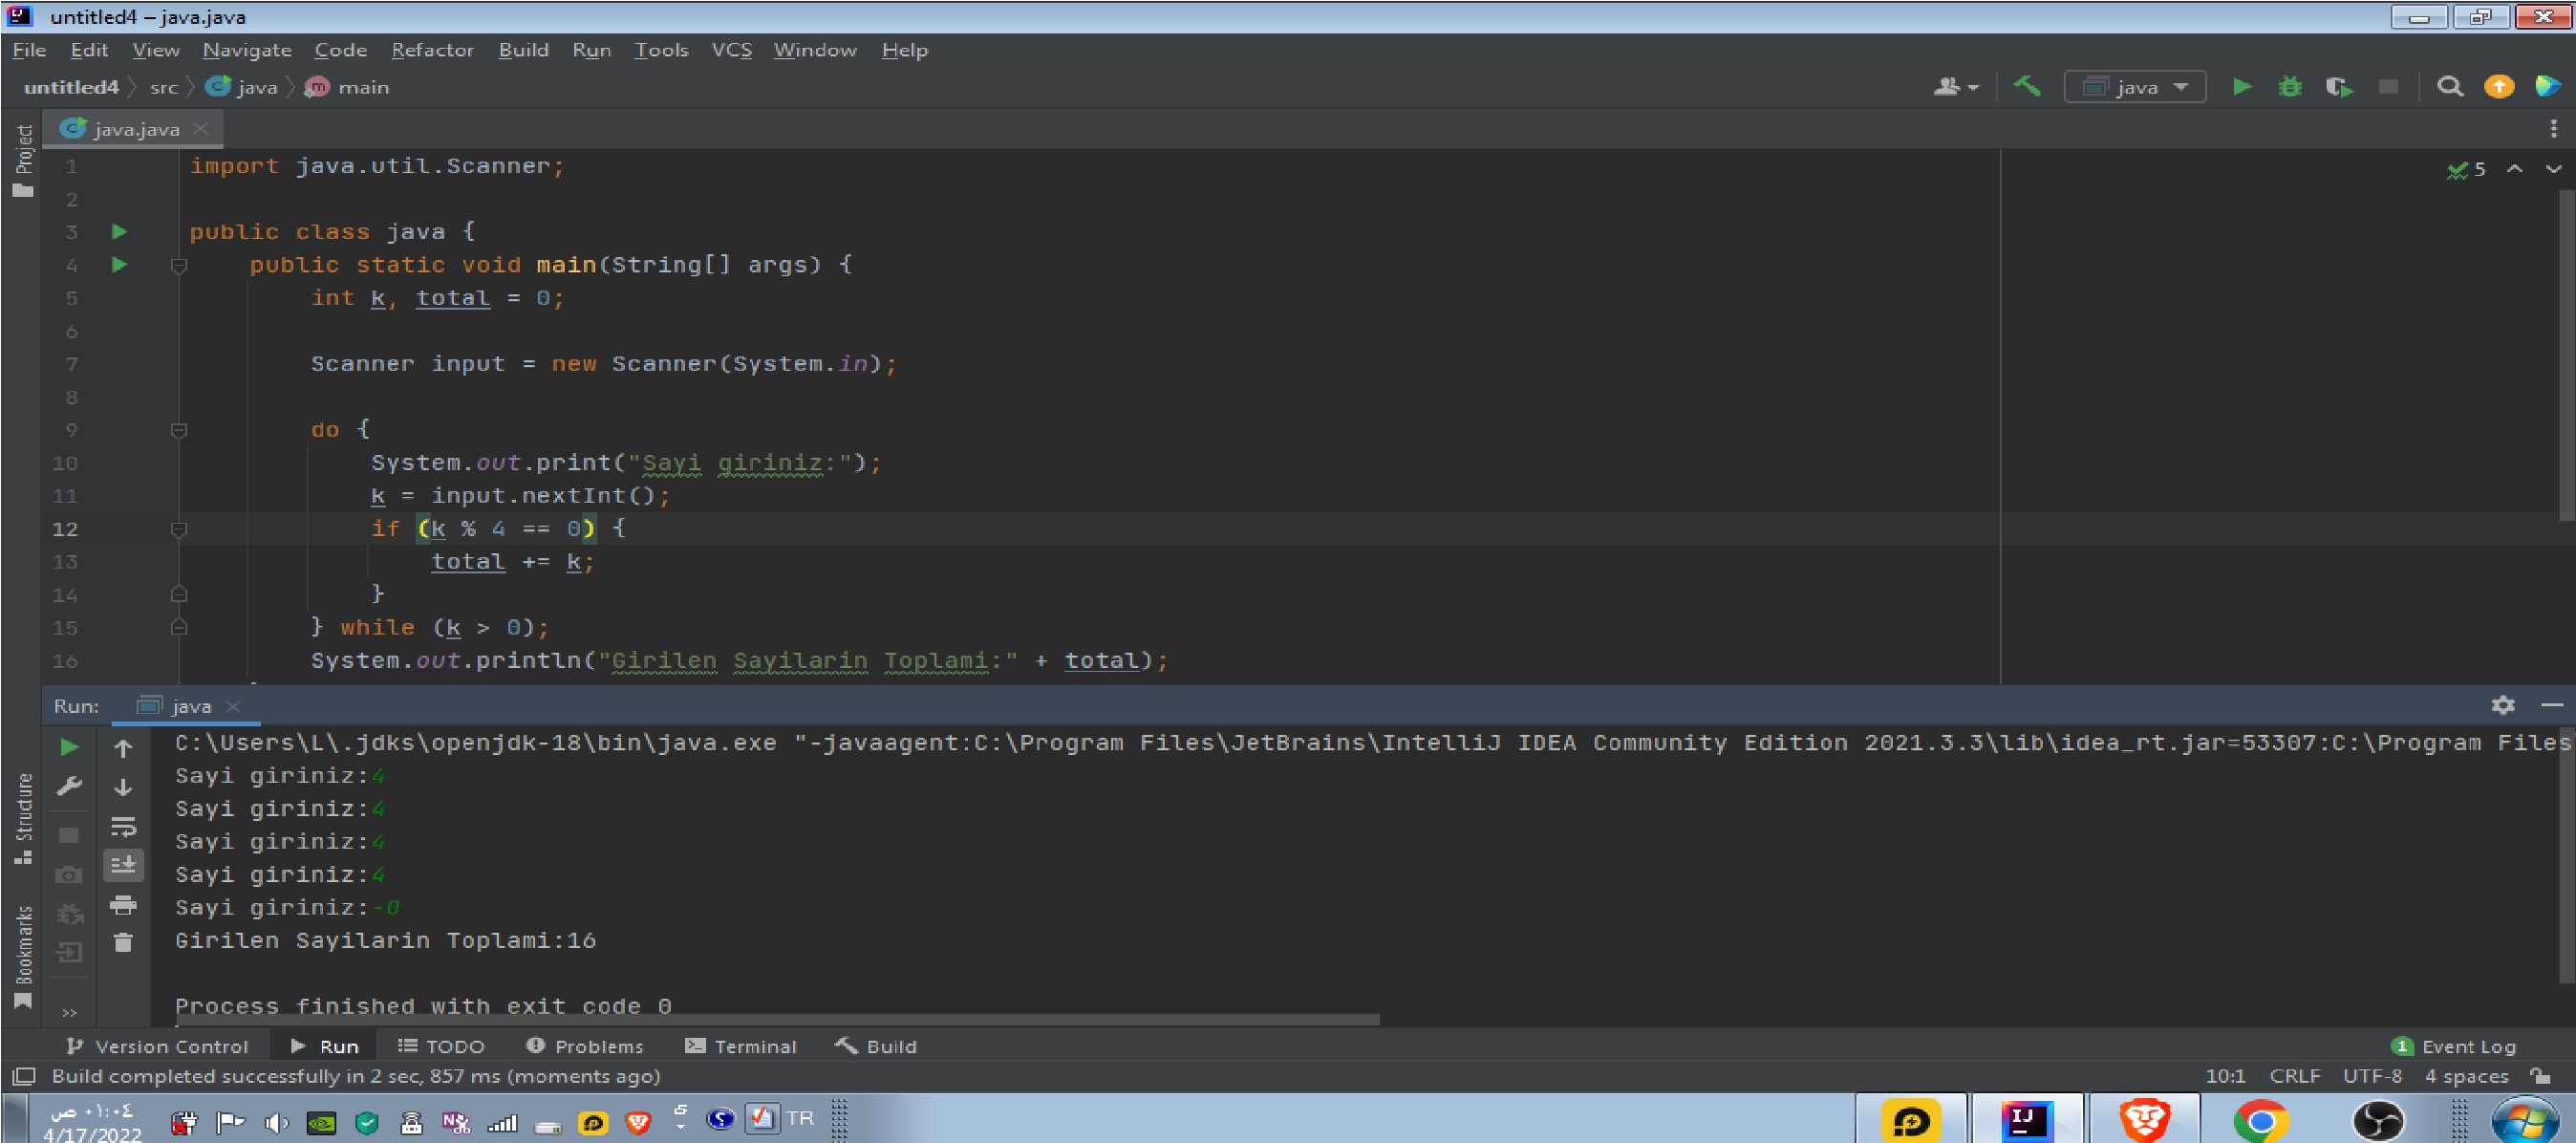 untitled4 – java.java
File Edit View Navigate Code Refactor Build Run Tools VCS Window Help
untitled4 src java main java
Project
java.java
1 import java.util.Scanner;
5
2
3 public class java {
4 public static void main(String[] args) {
5 int k, total = 0;
6
7 Scanner input = new Scanner(System.in);
8
9 do {
10 System.out.print("Sayi giriniz:");
11 k = input.nextInt();
12 if (k % 4 == 0) {
13 total += k;
14 }
15 } while (k > 0);
16 System.out.println("Girilen Sayilarin Toplami:" + total);
Run: java
C:\Users\L\.jdks\openjdk-18\bin\java.exe "-javaagent:C:\Program Files\JetBrains\IntelliJ IDEA Community Edition 2021.3.3\lib\idea_rt.jar=53307:C:\Program Files
Sayi giriniz:4
Sayi giriniz:4
Sayi giriniz:4
Sayi giriniz:4
Sayi giriniz:-0
Girilen Sayilarin Toplami:16
Process finished with exit code 0
Structure
Bookmarks
Version Control Run TODO Problems Terminal Build 1 Event Log
Build completed successfully in 2 sec, 857 ms (moments ago) 10:1 CRLF UTF-8 4 spaces
٠١:٠٤ ص
4/17/2022
TR
IJ